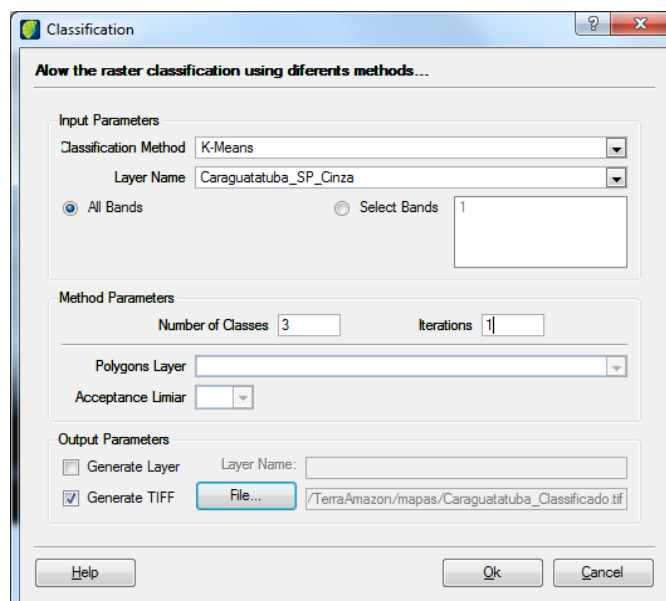 Classification
Alow the raster classification using diferents methods...
Input Parameters
Classification Method K-Means
Layer Name Caraguatatuba_SP_Cinza
All Bands Select Bands 1
Method Parameters
Number of Classes 3 Iterations 1
Polygons Layer
Acceptance Limiar
Output Parameters
Generate Layer Layer Name:
Generate TIFF File... /TerraAmazon/mapas/Caraguatatuba_Classificado.tif
Help Ok Cancel